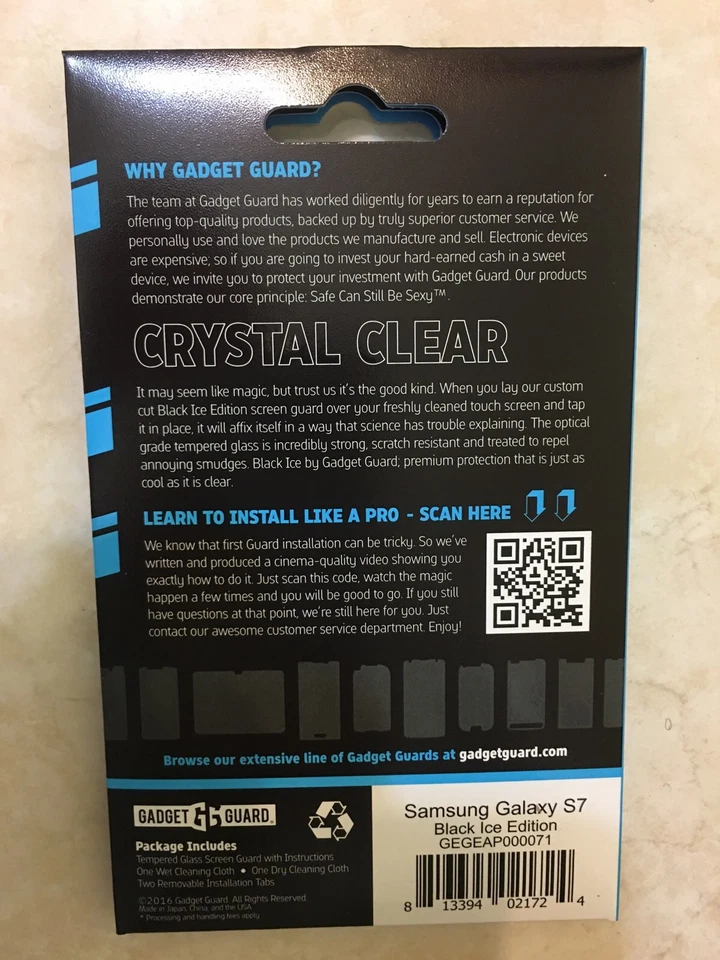 WHY GADGET GUARD?
The team at Gadget Guard has worked diligently for years to earn a reputation for
offering top-quality products, backed up by truly superior customer service. We
personally use and love the products we manufacture and sell. Electronic devices
are expensive; so if you are going to invest your hard-earned cash in a sweet
device, we invite you to protect your investment with Gadget Guard. Our products
demonstrate our core principle: Safe Can Still Be Sexy™.
CRYSTAL CLEAR
It may seem like magic, but trust us it's the good kind. When you lay our custom
cut Black Ice Edition screen guard over your freshly cleaned touch screen and tap
it in place, it will affix itself in a way that science has trouble explaining. The optical
grade tempered glass is incredibly strong, scratch resistant and treated to repel
annoying smudges. Black Ice by Gadget Guard; premium protection that is just as
cool as it is clear.
LEARN TO INSTALL LIKE A PRO - SCAN HERE
We know that first Guard installation can be tricky. So we've
written and produced a cinema-quality video showing you
exactly how to do it. Just scan this code, watch the magic
happen a few times and you will be good to go. If you still
have questions at that point, we're still here for you. Just
contact our awesome customer service department. Enjoy!
Browse our extensive line of Gadget Guards at gadgetguard.com
GADGET GG GUARD®
Package Includes
Tempered Glass Screen Guard with Instructions
One Wet Cleaning Cloth • One Dry Cleaning Cloth
Two Removable Installation Tabs
©2016 Gadget Guard. All Rights Reserved
Made in Japan, China, and the USA
* Processing and handling fees apply
Samsung Galaxy S7
Black Ice Edition
GEGEAP000071
8 13394 02172 4